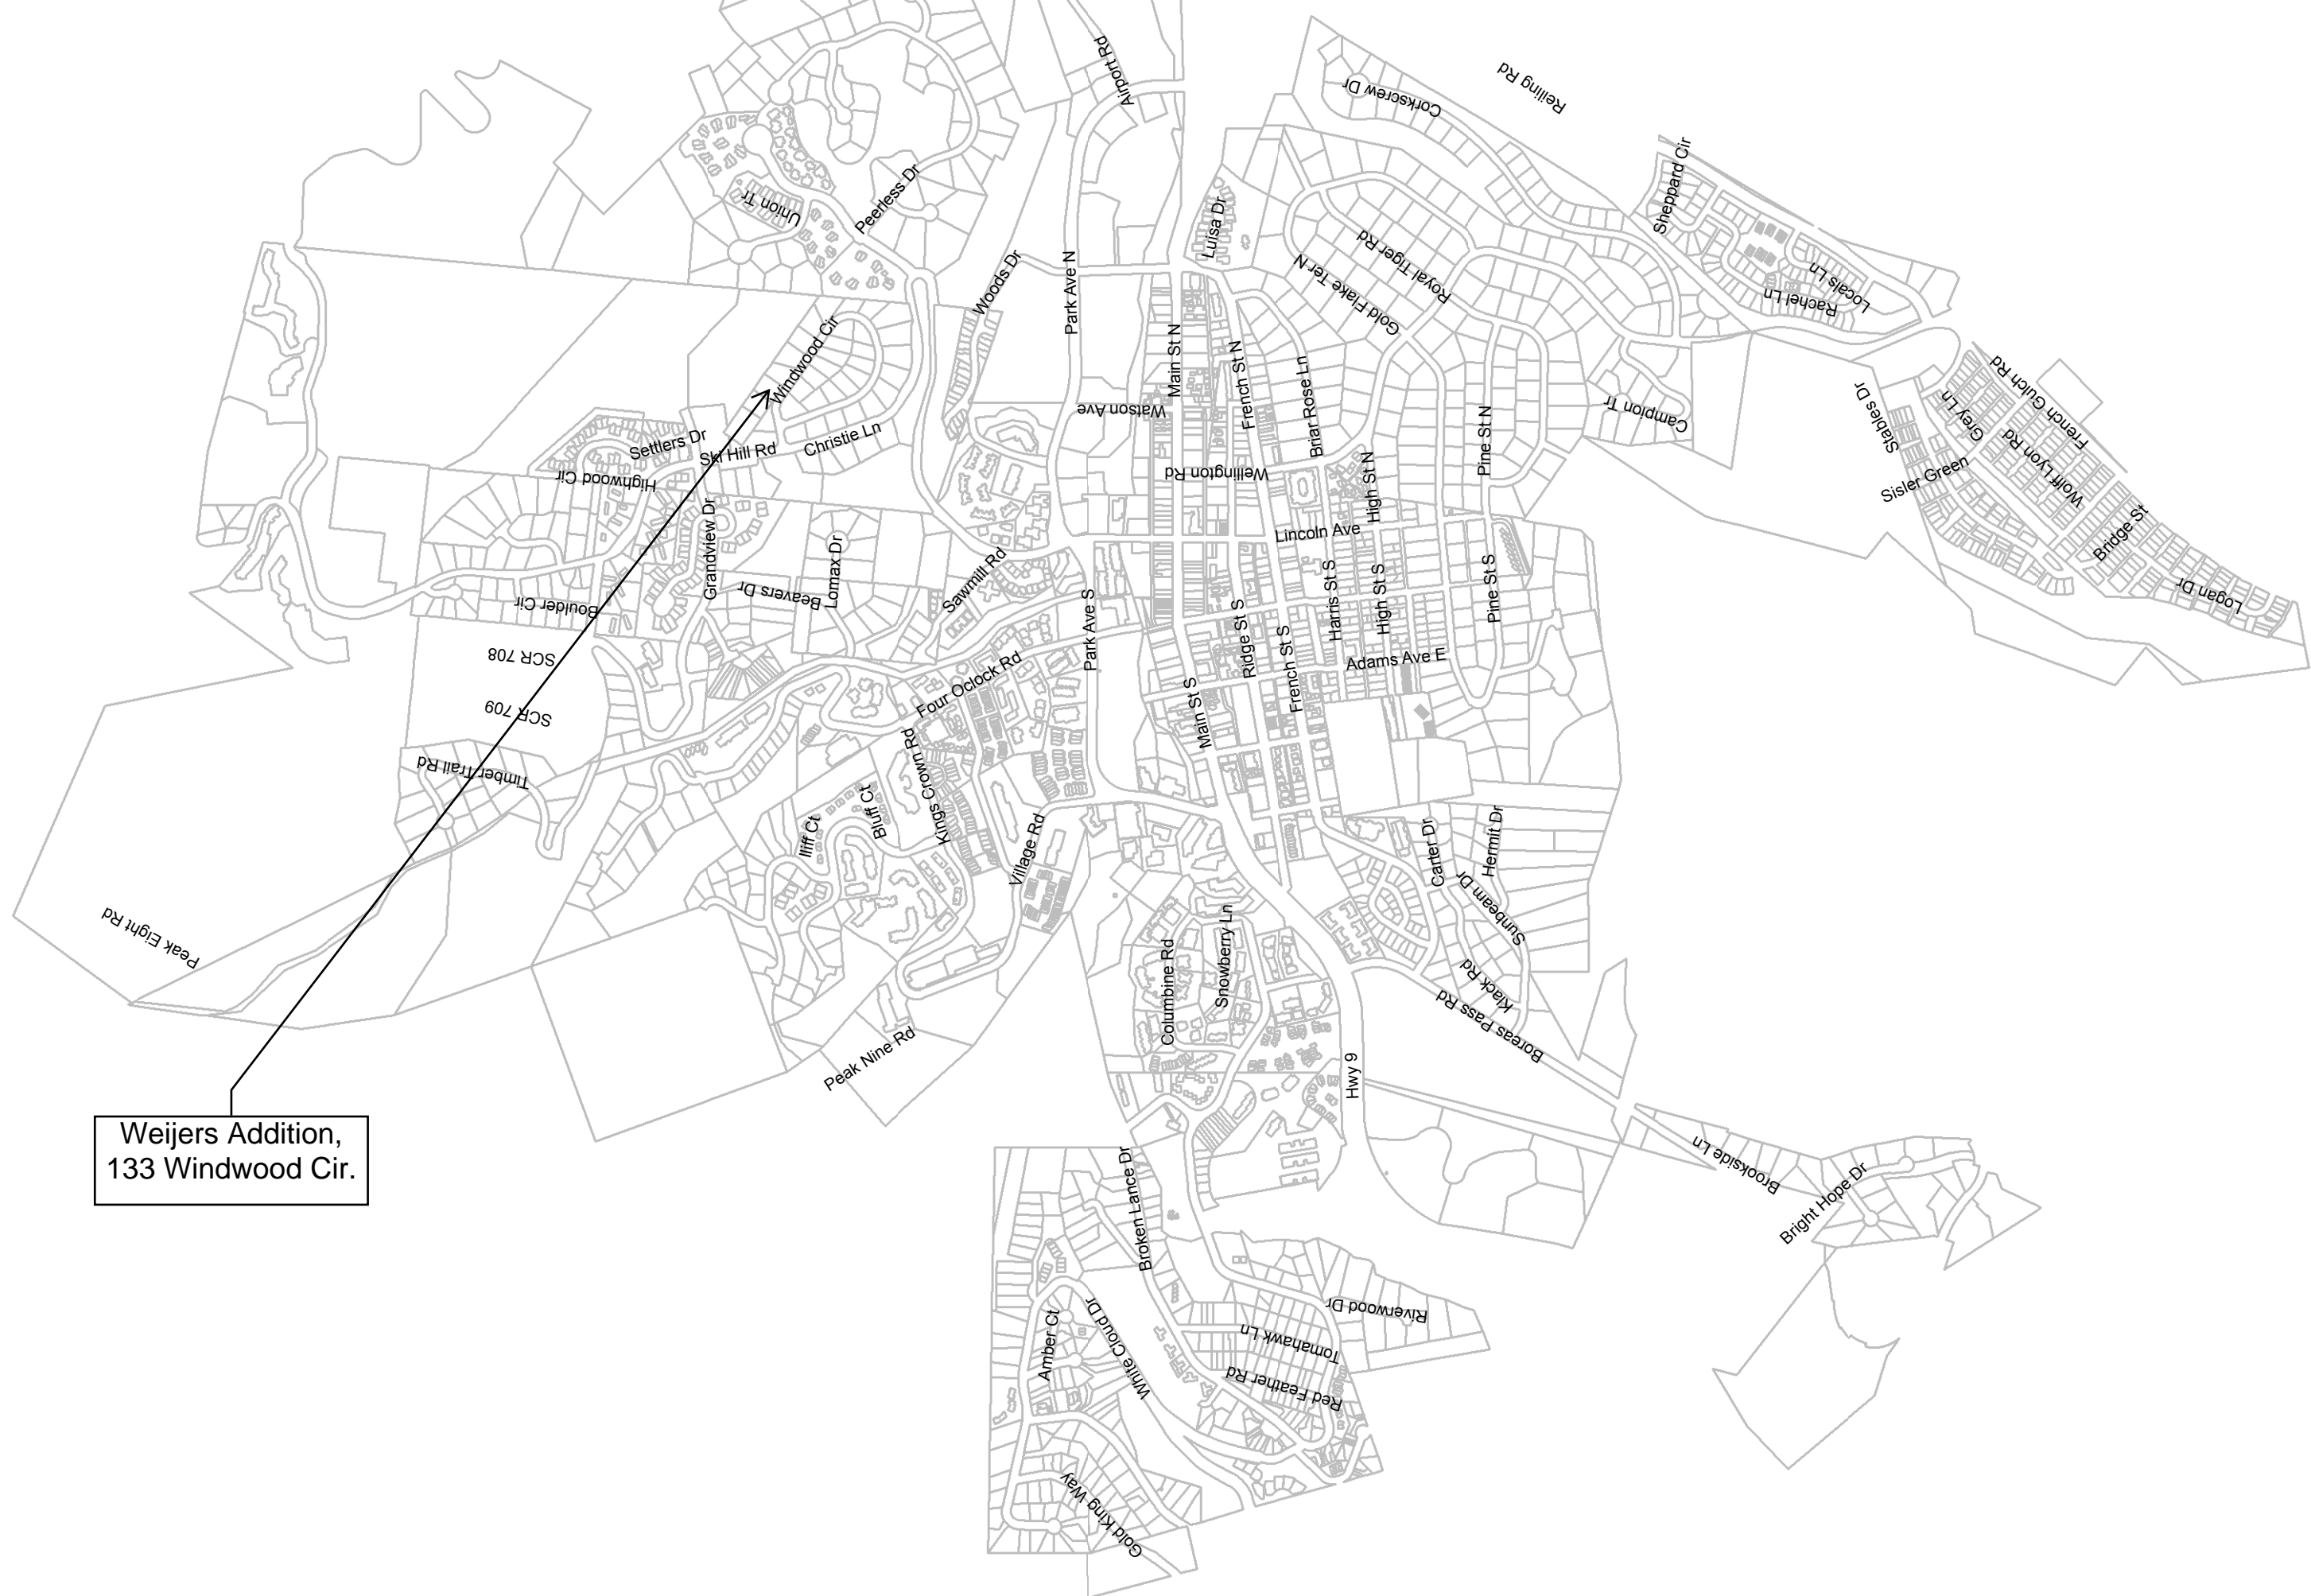 Airport Rd
Reiling Rd
Corkscrew Dr
Sheppard Cir
Peerless Dr
Union Tr
Luisa Dr
Woods Dr
Park Ave N
Royal Tiger Rd
Gold Flake Ter N
Locals Ln
Rachel Ln
Windwood Cir
Main St N
French St N
Briar Rose Ln
French Gulch Rd
Stables Dr
Grey Ln
Campion Tr
Watson Ave
Settlers Dr
Ski Hill Rd
Christie Ln
Pine St N
Wolff Lyon Rd
Highwood Cir
Wellington Rd
High St N
Sisler Green
Grandview Dr
Lincoln Ave
Bridge St
Lomax Dr
Sawmill Rd
Beavers Dr
Harris St S
High St S
Pine St S
Logan Dr
Boulder Cir
Park Ave S
Ridge St S
French St S
Adams Ave E
SCR 708
SCR 709
Four Oclock Rd
Main St S
Timber Trail Rd
Kings Crown Rd
Bluff Ct
Iliff Ct
Village Rd
Carter Dr
Hermit Dr
Sunbeam Dr
Peak Eight Rd
Snowberry Ln
Columbine Rd
Klack Rd
Boreas Pass Rd
Peak Nine Rd
Hwy 9
Weijers Addition,
133 Windwood Cir.
Brookside Ln
Bright Hope Dr
Broken Lance Dr
Riverwood Dr
Amber Ct
White Cloud Dr
Tomahawk Ln
Red Feather Rd
Gold King Way